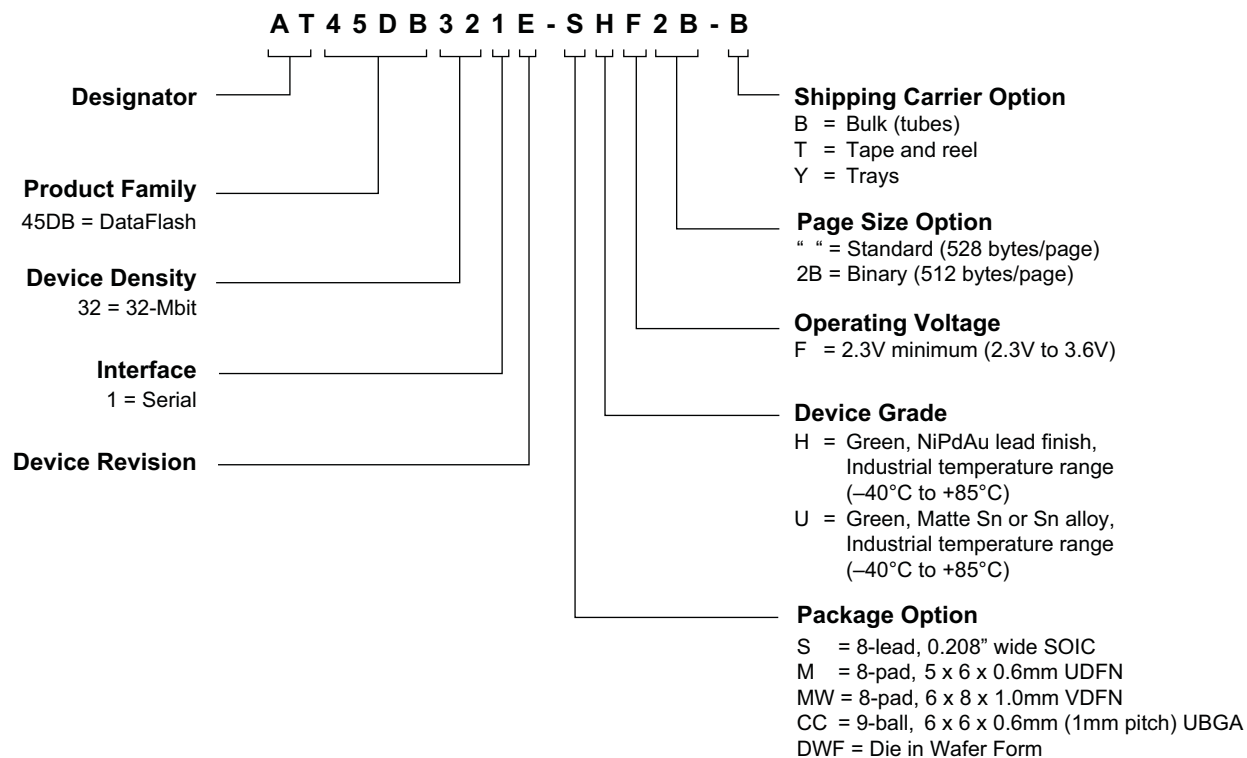 A T 4 5 D B 3 2 1 E - S H F 2 B - B
Designator
Product Family
45DB = DataFlash
Device Density
32 = 32-Mbit
Interface
1 = Serial
Device Revision
Shipping Carrier Option
B = Bulk (tubes)
T = Tape and reel
Y = Trays
Page Size Option
“ “ = Standard (528 bytes/page)
2B = Binary (512 bytes/page)
Operating Voltage
F = 2.3V minimum (2.3V to 3.6V)
Device Grade
H = Green, NiPdAu lead finish,
Industrial temperature range
(–40°C to +85°C)
U = Green, Matte Sn or Sn alloy,
Industrial temperature range
(–40°C to +85°C)
Package Option
S = 8-lead, 0.208” wide SOIC
M = 8-pad, 5 x 6 x 0.6mm UDFN
MW = 8-pad, 6 x 8 x 1.0mm VDFN
CC = 9-ball, 6 x 6 x 0.6mm (1mm pitch) UBGA
DWF = Die in Wafer Form